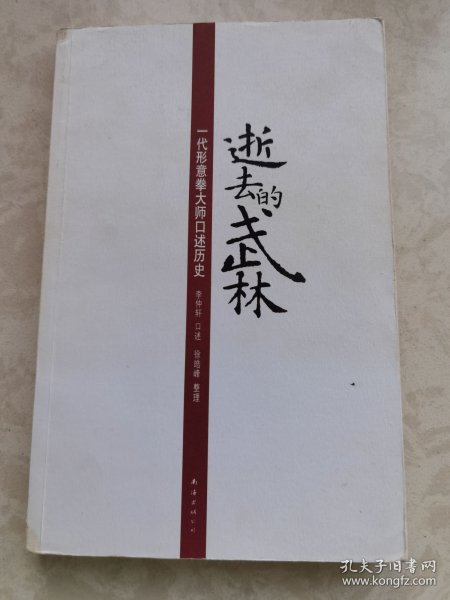 逝去的武林
一代形意拳大师口述历史
李仲轩 口述 徐皓峰 整理
南海出版公司
孔夫子旧书网
www.kongfz.com